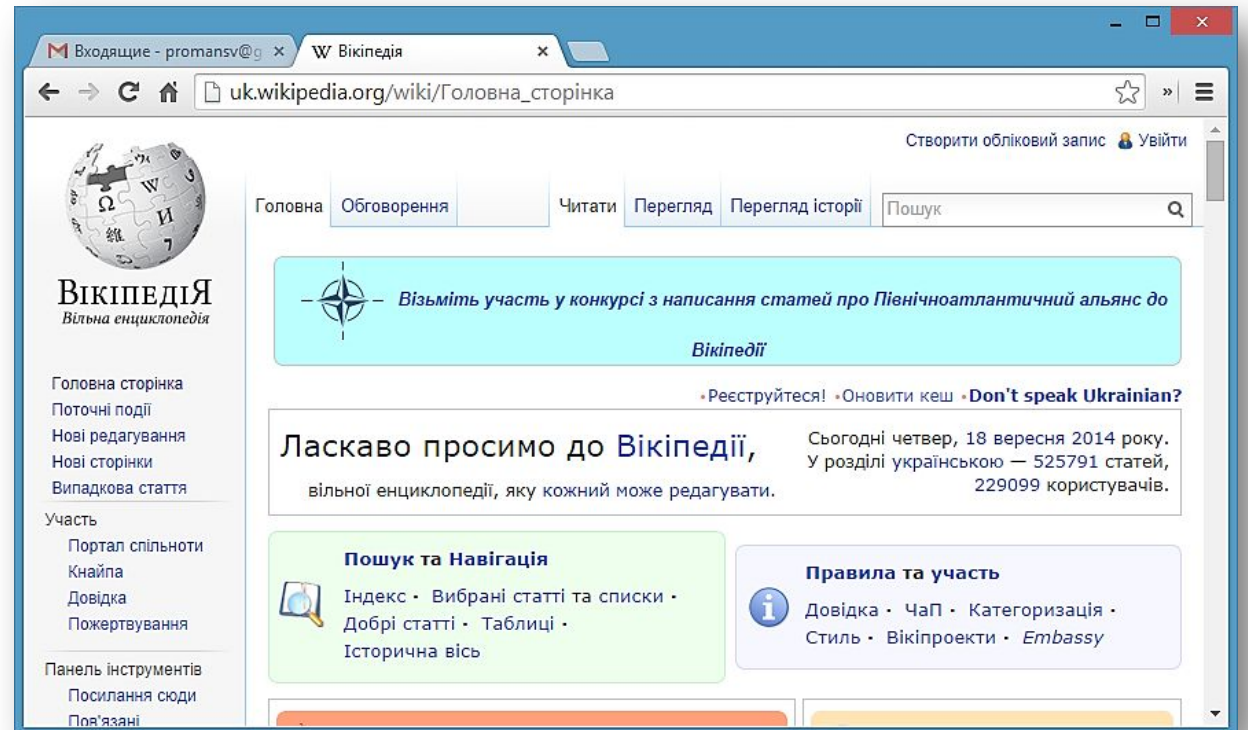 Входящие - promansv@g
Вікіпедія
uk.wikipedia.org/wiki/Головна_сторінка
Створити обліковий запис Увійти
Головна Обговорення Читати Перегляд Перегляд історії Пошук
ВІКІПЕДІЯ
Вільна енциклопедія
Візьміть участь у конкурсі з написання статей про Північноатлантичний альянс до
Вікіпедії
•Реєструйтеся! •Оновити кеш •Don't speak Ukrainian?
Ласкаво просимо до Вікіпедії,
вільної енциклопедії, яку кожний може редагувати.
Сьогодні четвер, 18 вересня 2014 року.
У розділі українською — 525791 статей,
229099 користувачів.
Головна сторінка
Поточні події
Нові редагування
Нові сторінки
Випадкова стаття
Участь
Портал спільноти
Кнайпа
Довідка
Пожертвування
Панель інструментів
Посилання сюди
Пов'язані
Пошук та Навігація
Індекс • Вибрані статті та списки •
Добрі статті • Таблиці •
Історична вісь
Правила та участь
Довідка • ЧаП • Категоризація •
Стиль • Вікіпроекти • Embassy